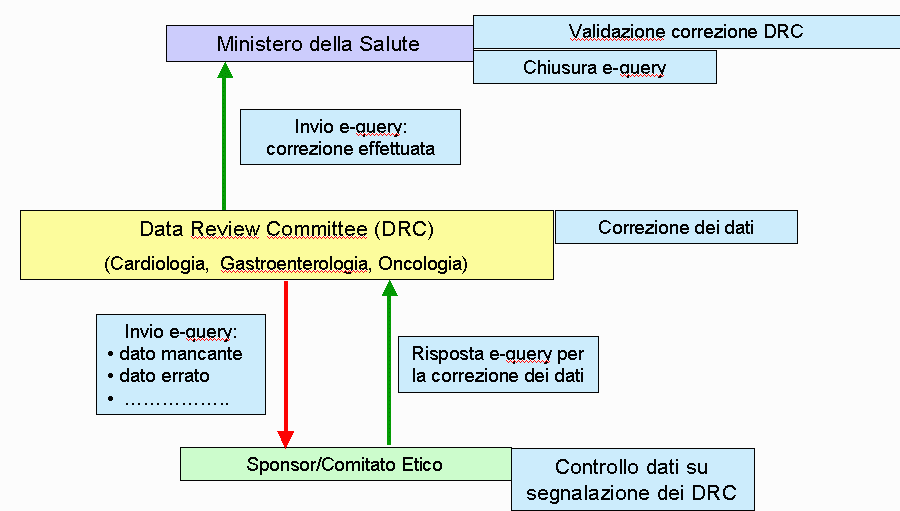 Ministero della Salute
Validazione correzione DRC
Chiusura e-query
Invio e-query:
correzione effettuata
Data Review Committee (DRC)
(Cardiologia, Gastroenterologia, Oncologia)
Correzione dei dati
Invio e-query:
• dato mancante
• dato errato
• ……………..
Risposta e-query per
la correzione dei dati
Sponsor/Comitato Etico
Controllo dati su
segnalazione dei DRC